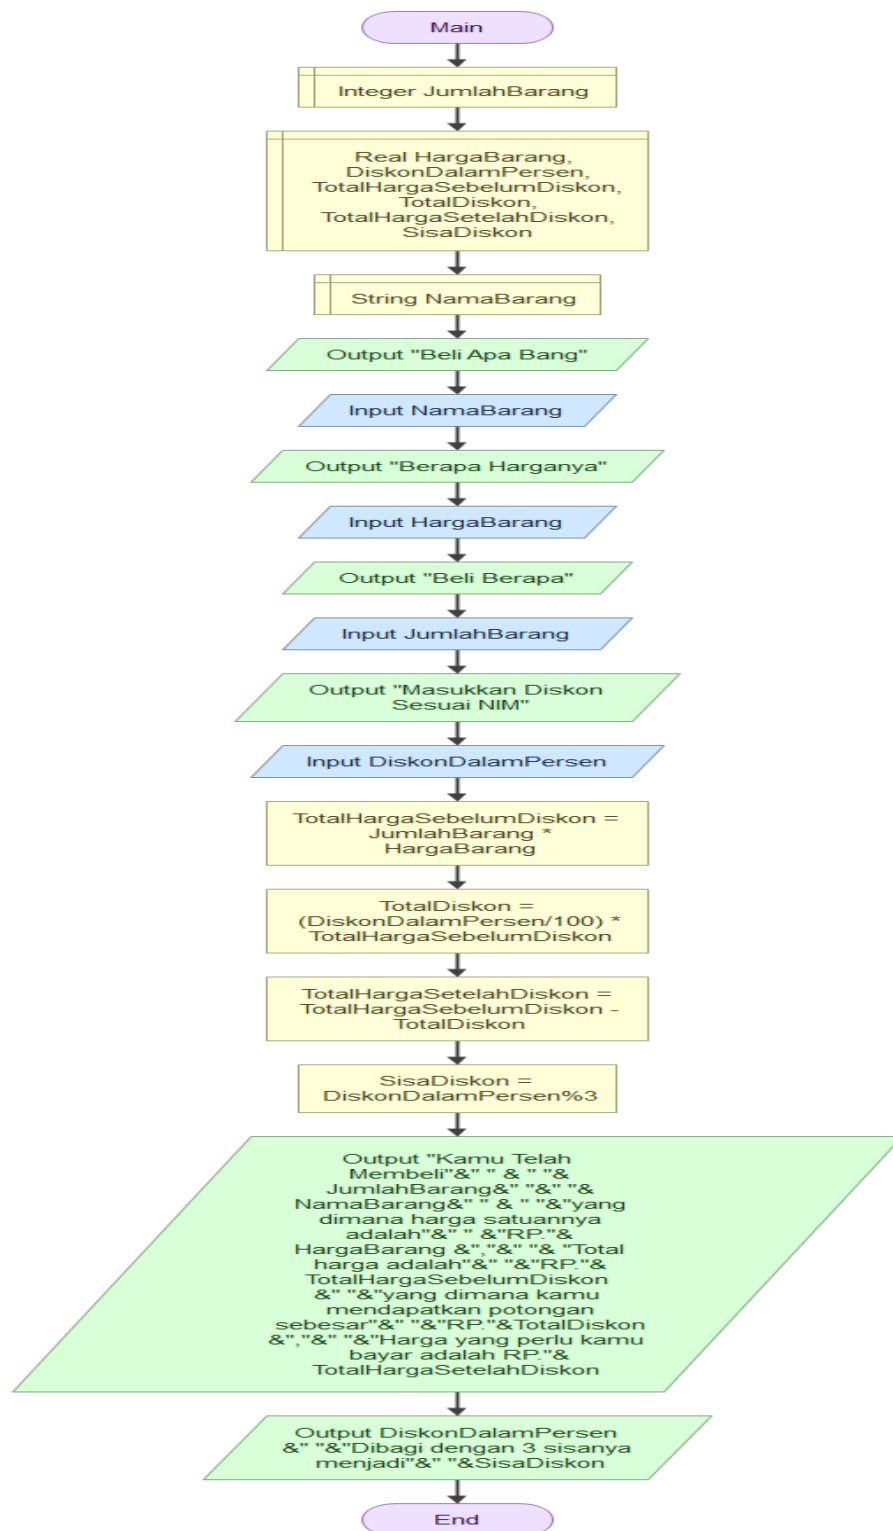 Main
Integer JumlahBarang
Real HargaBarang,
DiskonDalamPersen,
TotalHargaSebelumDiskon,
TotalDiskon,
TotalHargaSetelahDiskon,
SisaDiskon
String NamaBarang
Output "Beli Apa Bang"
Input NamaBarang
Output "Berapa Harganya"
Input HargaBarang
Output "Beli Berapa"
Input JumlahBarang
Output "Masukkan Diskon
Sesuai NIM"
Input DiskonDalamPersen
TotalHargaSebelumDiskon =
JumlahBarang *
HargaBarang
TotalDiskon =
(DiskonDalamPersen/100) *
TotalHargaSebelumDiskon
TotalHargaSetelahDiskon =
TotalHargaSebelumDiskon -
TotalDiskon
SisaDiskon =
DiskonDalamPersen%3
Output "Kamu Telah
Membeli"&" " & " "&
JumlahBarang&" "&" "&
NamaBarang&" " & " "&"yang
dimana harga satuannya
adalah"&" " &"RP."&
HargaBarang &","&" "& "Total
harga adalah"&" "&"RP."&
TotalHargaSebelumDiskon
&" "&"yang dimana kamu
mendapatkan potongan
sebesar"&" "&"RP."&TotalDiskon
&","&" "&"Harga yang perlu kamu
bayar adalah RP."&
TotalHargaSetelahDiskon
Output DiskonDalamPersen
&" "&"Dibagi dengan 3 sisanya
menjadi"&" "&SisaDiskon
End